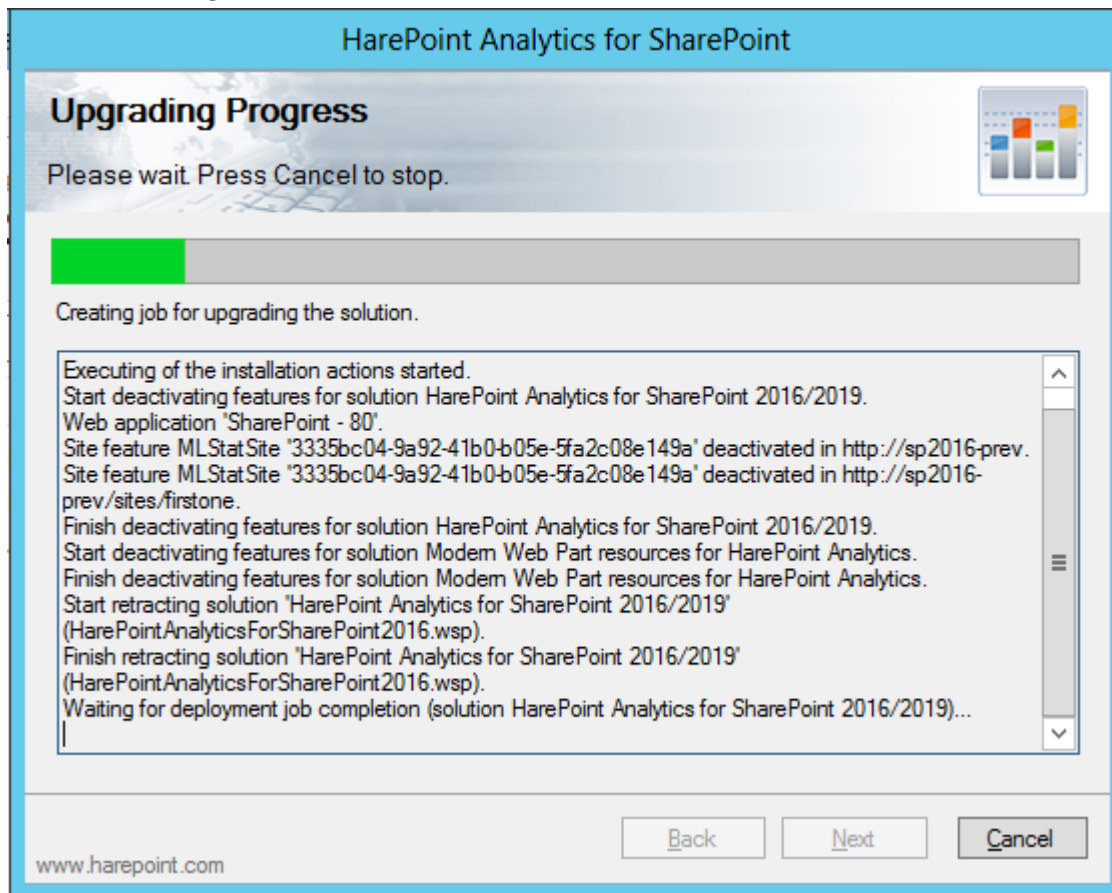 HarePoint Analytics for SharePoint
Upgrading Progress
Please wait. Press Cancel to stop.
Creating job for upgrading the solution.
Executing of the installation actions started.
Start deactivating features for solution HarePoint Analytics for SharePoint 2016/2019.
Web application 'SharePoint - 80'.
Site feature MLStatSite '3335bc04-9a92-41b0-b05e-5fa2c08e149a' deactivated in http://sp2016-prev.
Site feature MLStatSite '3335bc04-9a92-41b0-b05e-5fa2c08e149a' deactivated in http://sp2016-
prev/sites/firstone.
Finish deactivating features for solution HarePoint Analytics for SharePoint 2016/2019.
Start deactivating features for solution Modern Web Part resources for HarePoint Analytics.
Finish deactivating features for solution Modern Web Part resources for HarePoint Analytics.
Start retracting solution 'HarePoint Analytics for SharePoint 2016/2019'
(HarePointAnalyticsForSharePoint2016.wsp).
Finish retracting solution 'HarePoint Analytics for SharePoint 2016/2019'
(HarePointAnalyticsForSharePoint2016.wsp).
Waiting for deployment job completion (solution HarePoint Analytics for SharePoint 2016/2019)...
Back Next Cancel
www.harepoint.com